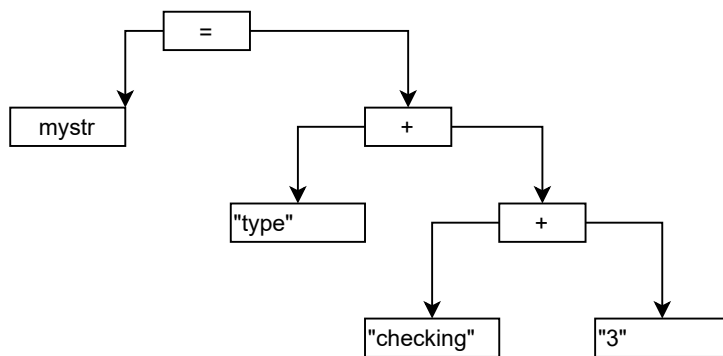 =
mystr
+
"type"
+
"checking"
"3"